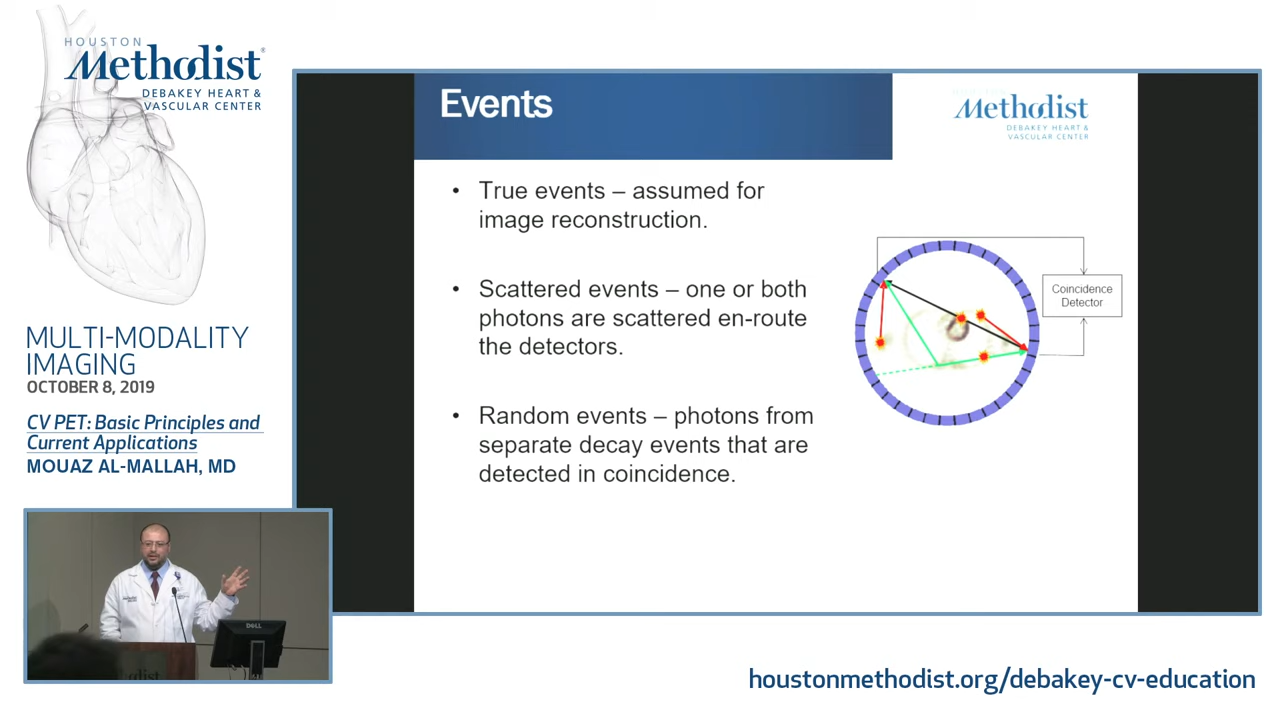 HOUSTON
Methodist®
DEBAKEY HEART &
VASCULAR CENTER
MULTI-MODALITY
IMAGING
OCTOBER 8, 2019
CV PET: Basic Principles and
Current Applications
MOUAZ AL-MALLAH, MD
Events
Methodist
DEBAKEY HEART &
VASCULAR CENTER
• True events – assumed for
image reconstruction.
• Scattered events – one or both
photons are scattered en-route
the detectors.
• Random events – photons from
separate decay events that are
detected in coincidence.
Coincidence
Detector
DELL
houstonmethodist.org/debakey-cv-education